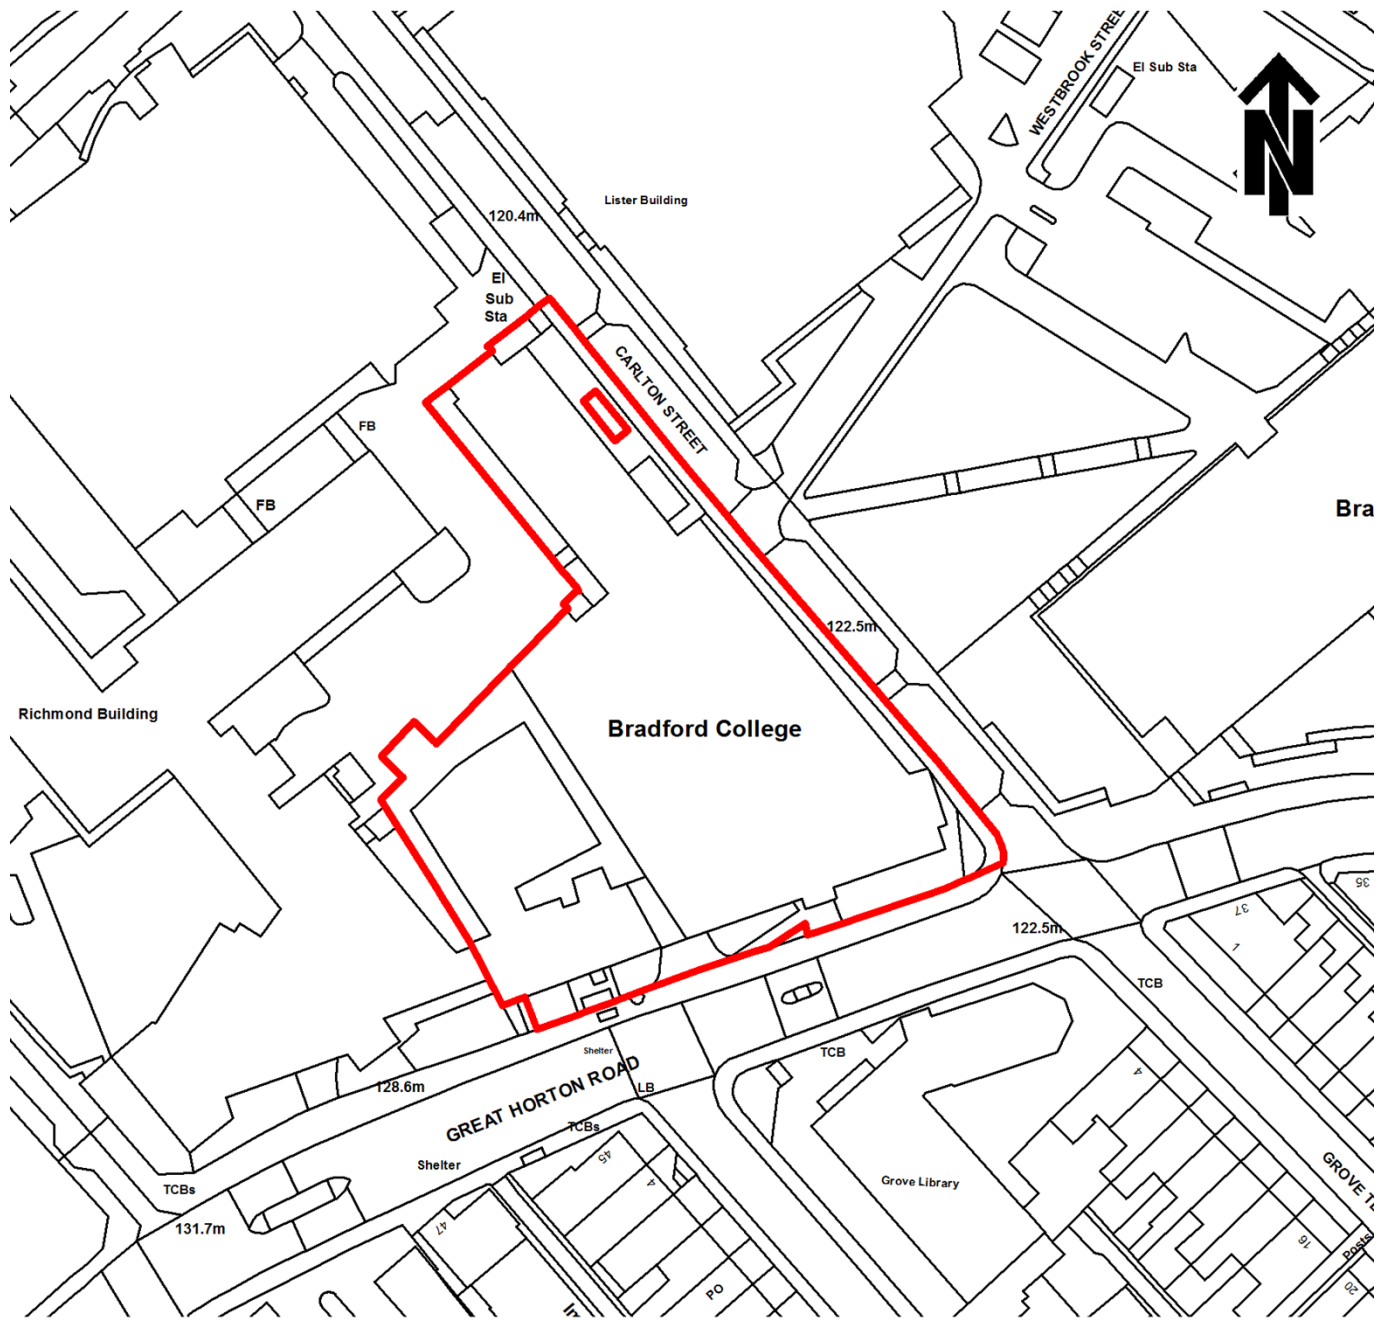 WESTBROOK STREE
El Sub Sta
N
Lister Building
120.4m
El
Sub
Sta
CARLTON STREET
FB
FB
Bra
122.5m
Richmond Building
Bradford College
35
37
1
122.5m
TCB
Shelter
TCB
4
128.6m
GREAT HORTON ROAD
LB
TCBs
Shelter
45
4
Grove Library
GROVE TE
TCBs
131.7m
47
16
Posts
20
PO